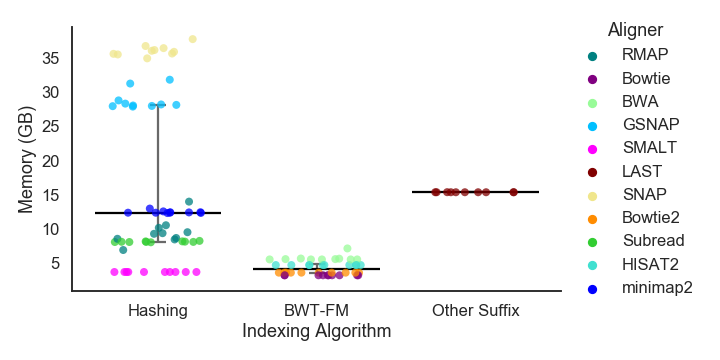 Memory (GB)
35
30
25
20
15
10
5
Hashing
BWT-FM
Other Suffix
Indexing Algorithm
Aligner
RMAP
Bowtie
BWA
GSNAP
SMALT
LAST
SNAP
Bowtie2
Subread
HISAT2
minimap2